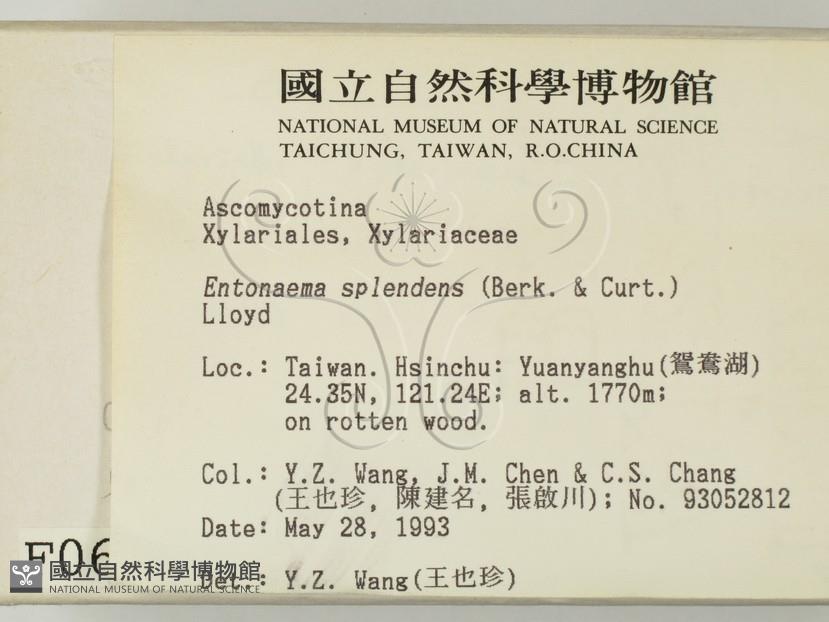 國立自然科學博物館
NATIONAL MUSEUM OF NATURAL SCIENCE
TAICHUNG, TAIWAN, R.O.CHINA
Ascomycotina
Xylariales, Xylariaceae
Entonaema splendens (Berk. & Curt.)
Lloyd
Loc.: Taiwan. Hsinchu: Yuanyanghu(鴛鴦湖)
24.35N, 121.24E; alt. 1770m;
on rotten wood.
Col.: Y.Z. Wang, J.M. Chen & C.S. Chang
(王也珍, 陳建名, 張啟川); No. 93052812
Date: May 28, 1993
Det.: Y.Z. Wang(王也珍)
F06
國立自然科學博物館
NATIONAL MUSEUM OF NATURAL SCIENCE